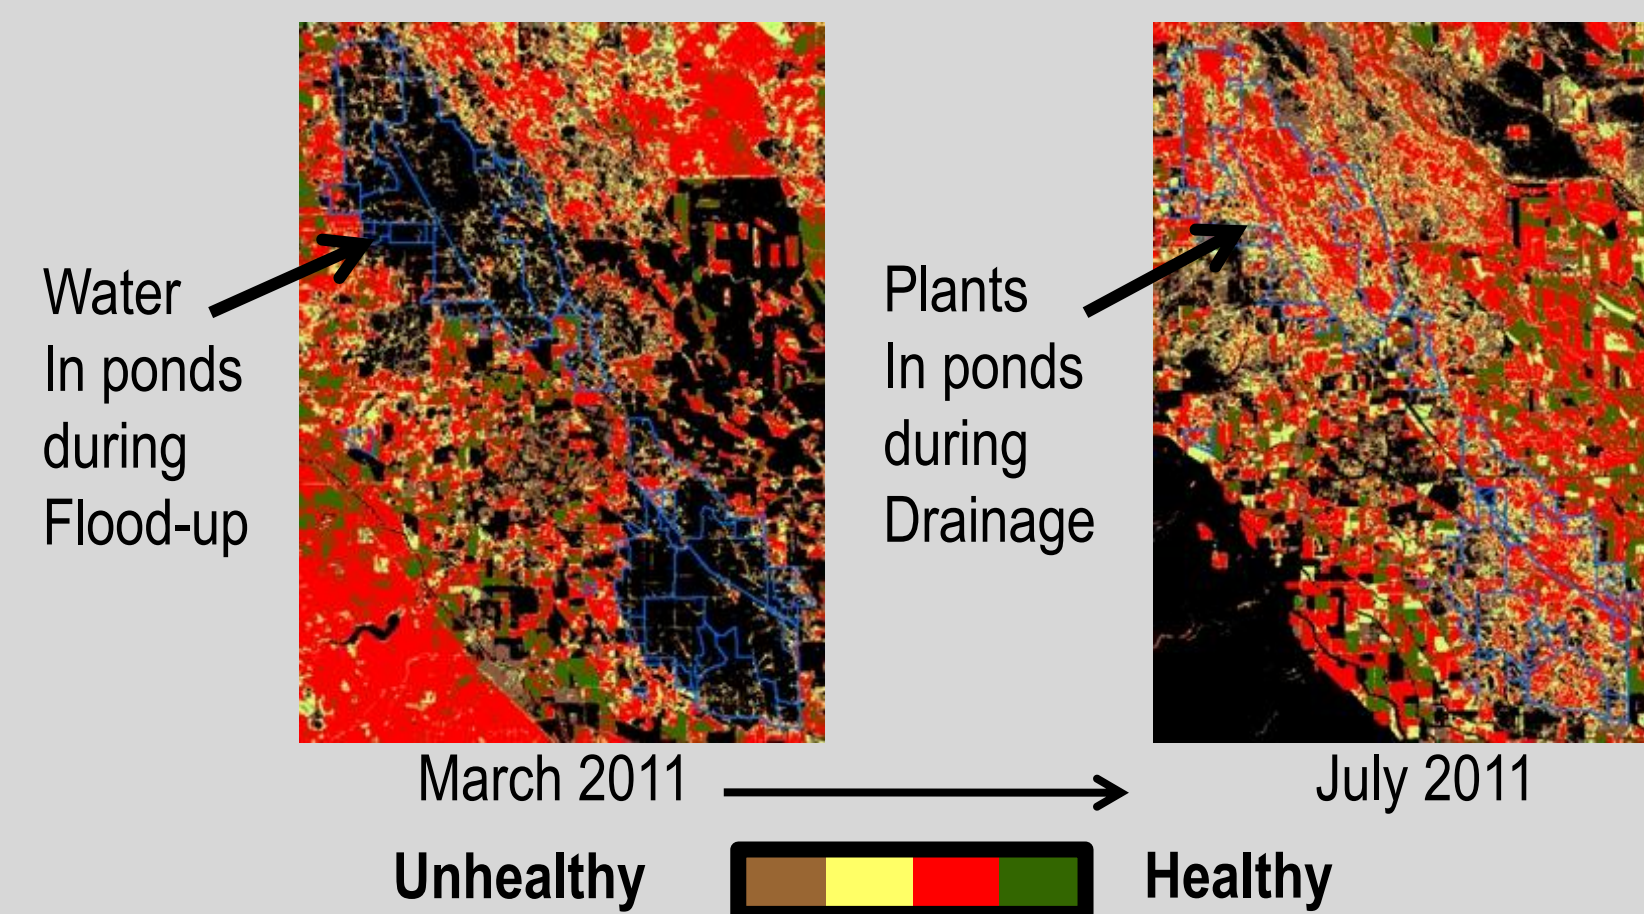 Water
In ponds
during
Flood-up
Plants
In ponds
during
Drainage
March 2011
July 2011
Unhealthy
Healthy